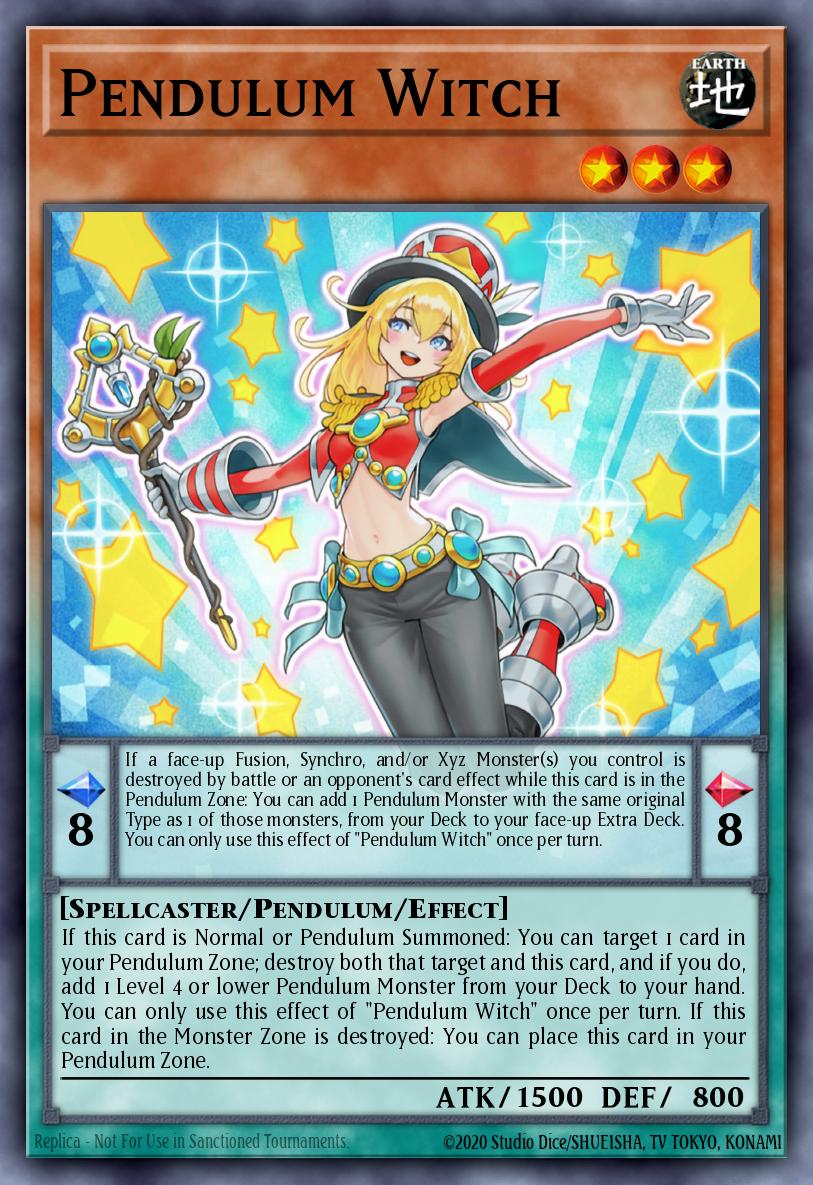 Pendulum Witch
EARTH
地
If a face-up Fusion, Synchro, and/or Xyz Monster(s) you control is
destroyed by battle or an opponent's card effect while this card is in the
Pendulum Zone: You can add 1 Pendulum Monster with the same original
Type as 1 of those monsters, from your Deck to your face-up Extra Deck.
You can only use this effect of "Pendulum Witch" once per turn.
8
8
[Spellcaster/Pendulum/Effect]
If this card is Normal or Pendulum Summoned: You can target 1 card in
your Pendulum Zone; destroy both that target and this card, and if you do,
add 1 Level 4 or lower Pendulum Monster from your Deck to your hand.
You can only use this effect of "Pendulum Witch" once per turn. If this
card in the Monster Zone is destroyed: You can place this card in your
Pendulum Zone.
ATK/1500 DEF/ 800
Replica - Not For Use in Sanctioned Tournaments.
©2020 Studio Dice/SHUEISHA, TV TOKYO, KONAMI